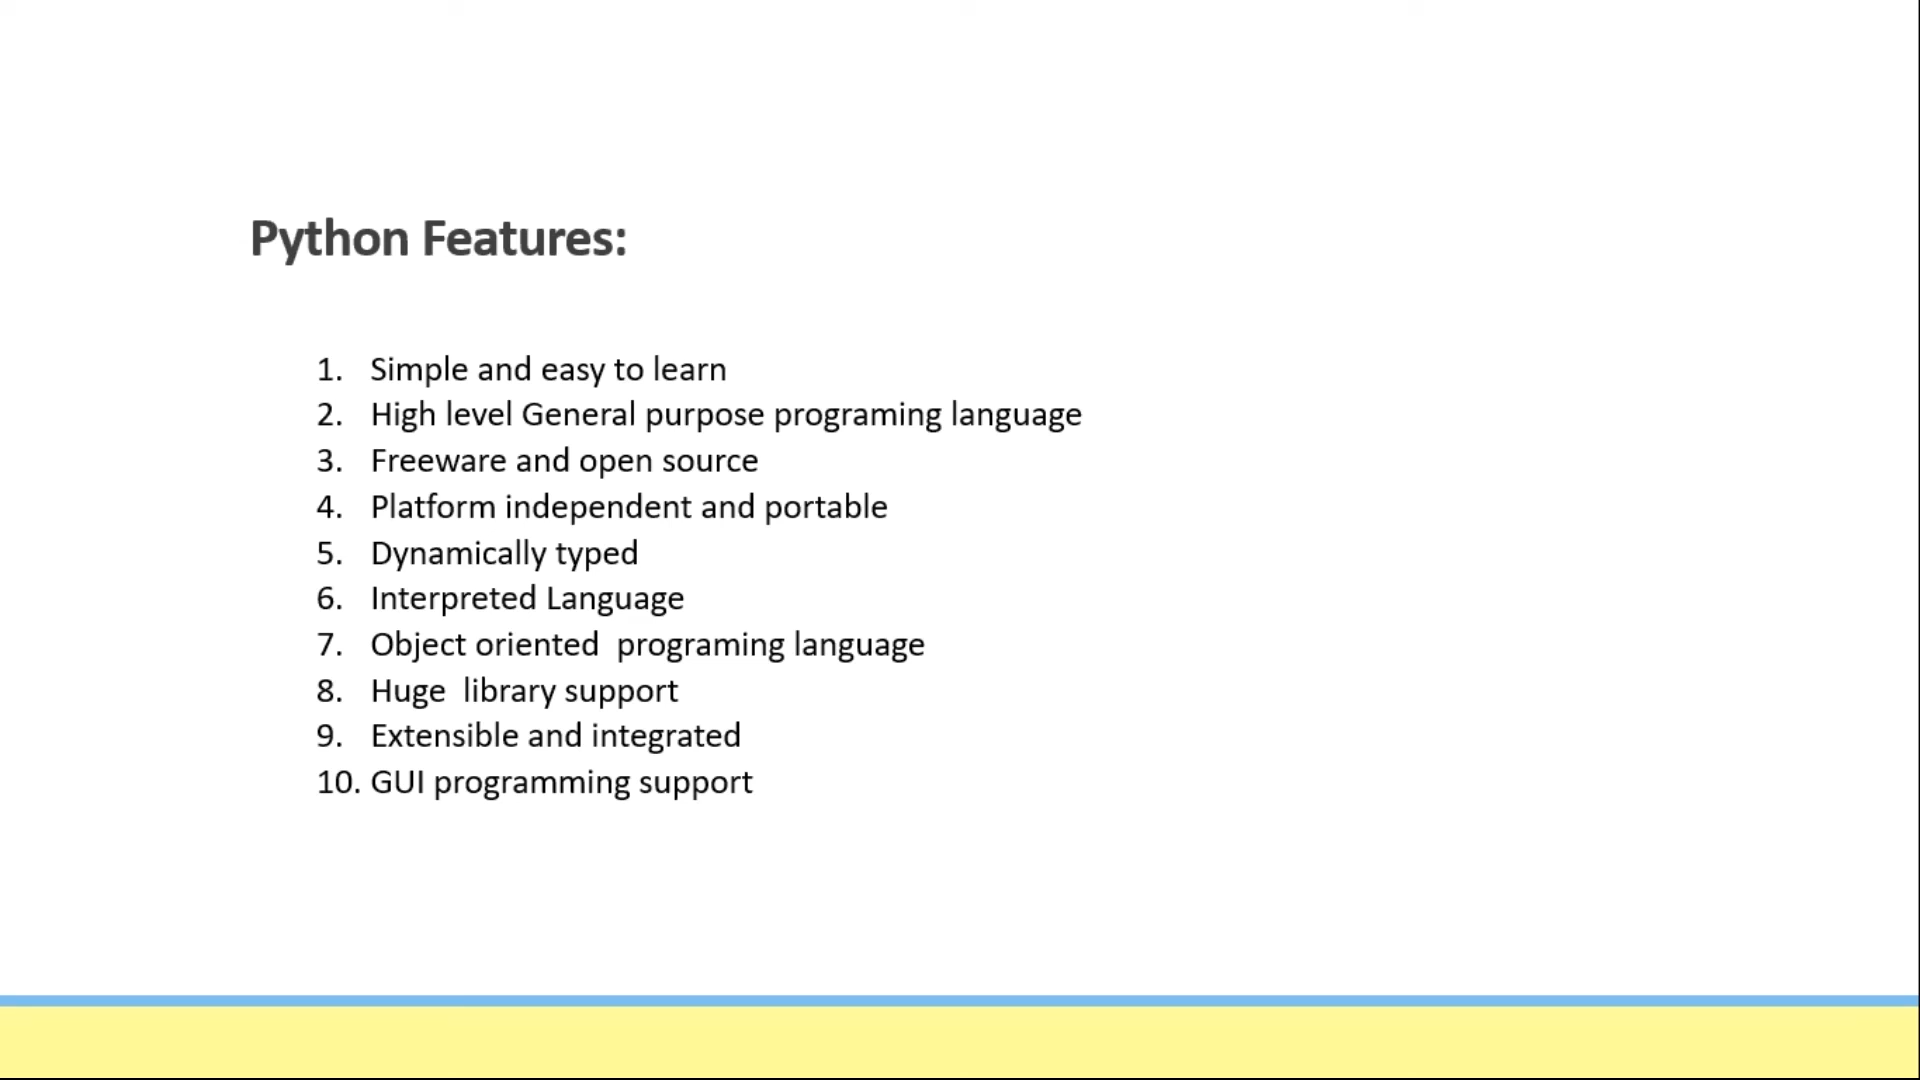 Python Features:
1. Simple and easy to learn
2. High level General purpose programing language
3. Freeware and open source
4. Platform independent and portable
5. Dynamically typed
6. Interpreted Language
7. Object oriented  programing language
8. Huge  library support
9. Extensible and integrated
10. GUI programming support